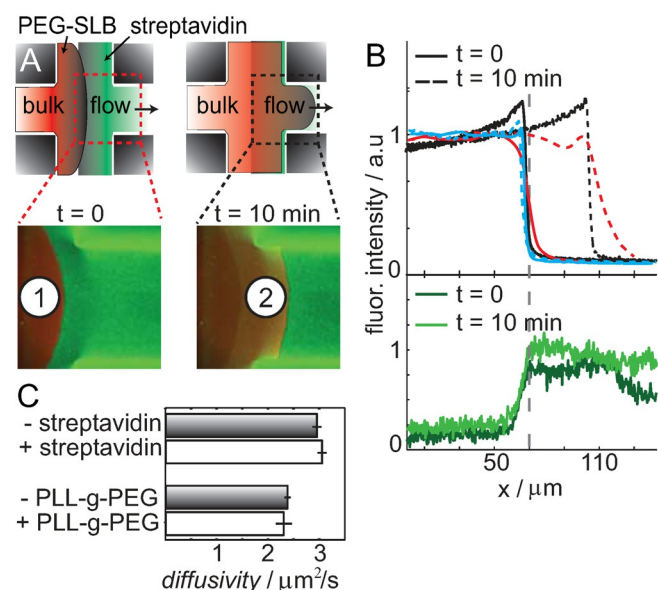 PEG-SLB streptavidin
A
bulk flow
bulk flow
t = 0
t = 10 min
1
2
B
t = 0
t = 10 min
1
0
fluor. intensity / a.u
t = 0
t = 10 min
1
0
50 110
x / μm
C
- streptavidin
+ streptavidin
- PLL-g-PEG
+ PLL-g-PEG
1 2 3
diffusivity / μm²/s